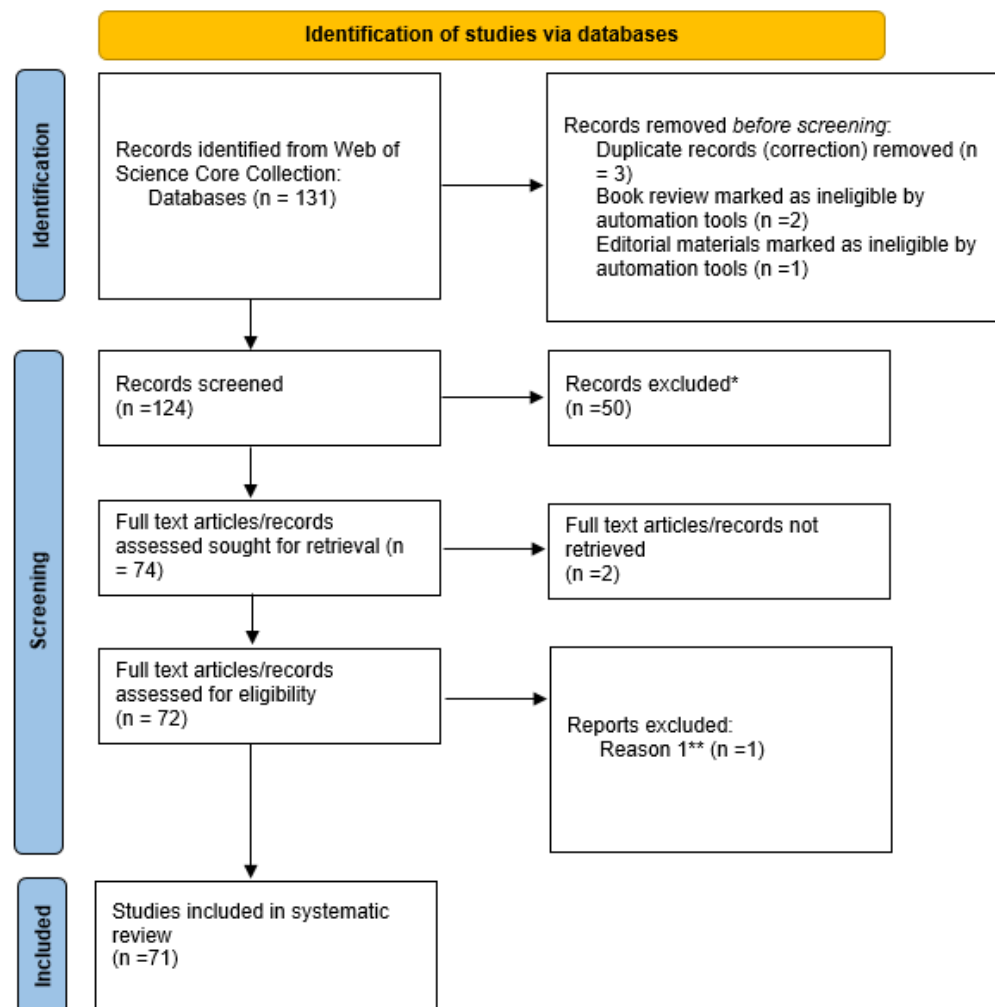 Identification of studies via databases
Identification
Records identified from Web of
Science Core Collection:
Databases (n = 131)
Records removed before screening:
Duplicate records (correction) removed (n
= 3)
Book review marked as ineligible by
automation tools (n =2)
Editorial materials marked as ineligible by
automation tools (n =1)
Screening
Records screened
(n =124)
Records excluded*
(n =50)
Full text articles/records
assessed sought for retrieval (n
= 74)
Full text articles/records not
retrieved
(n =2)
Full text articles/records
assessed for eligibility
(n = 72)
Reports excluded:
Reason 1** (n =1)
Included
Studies included in systematic
review
(n =71)